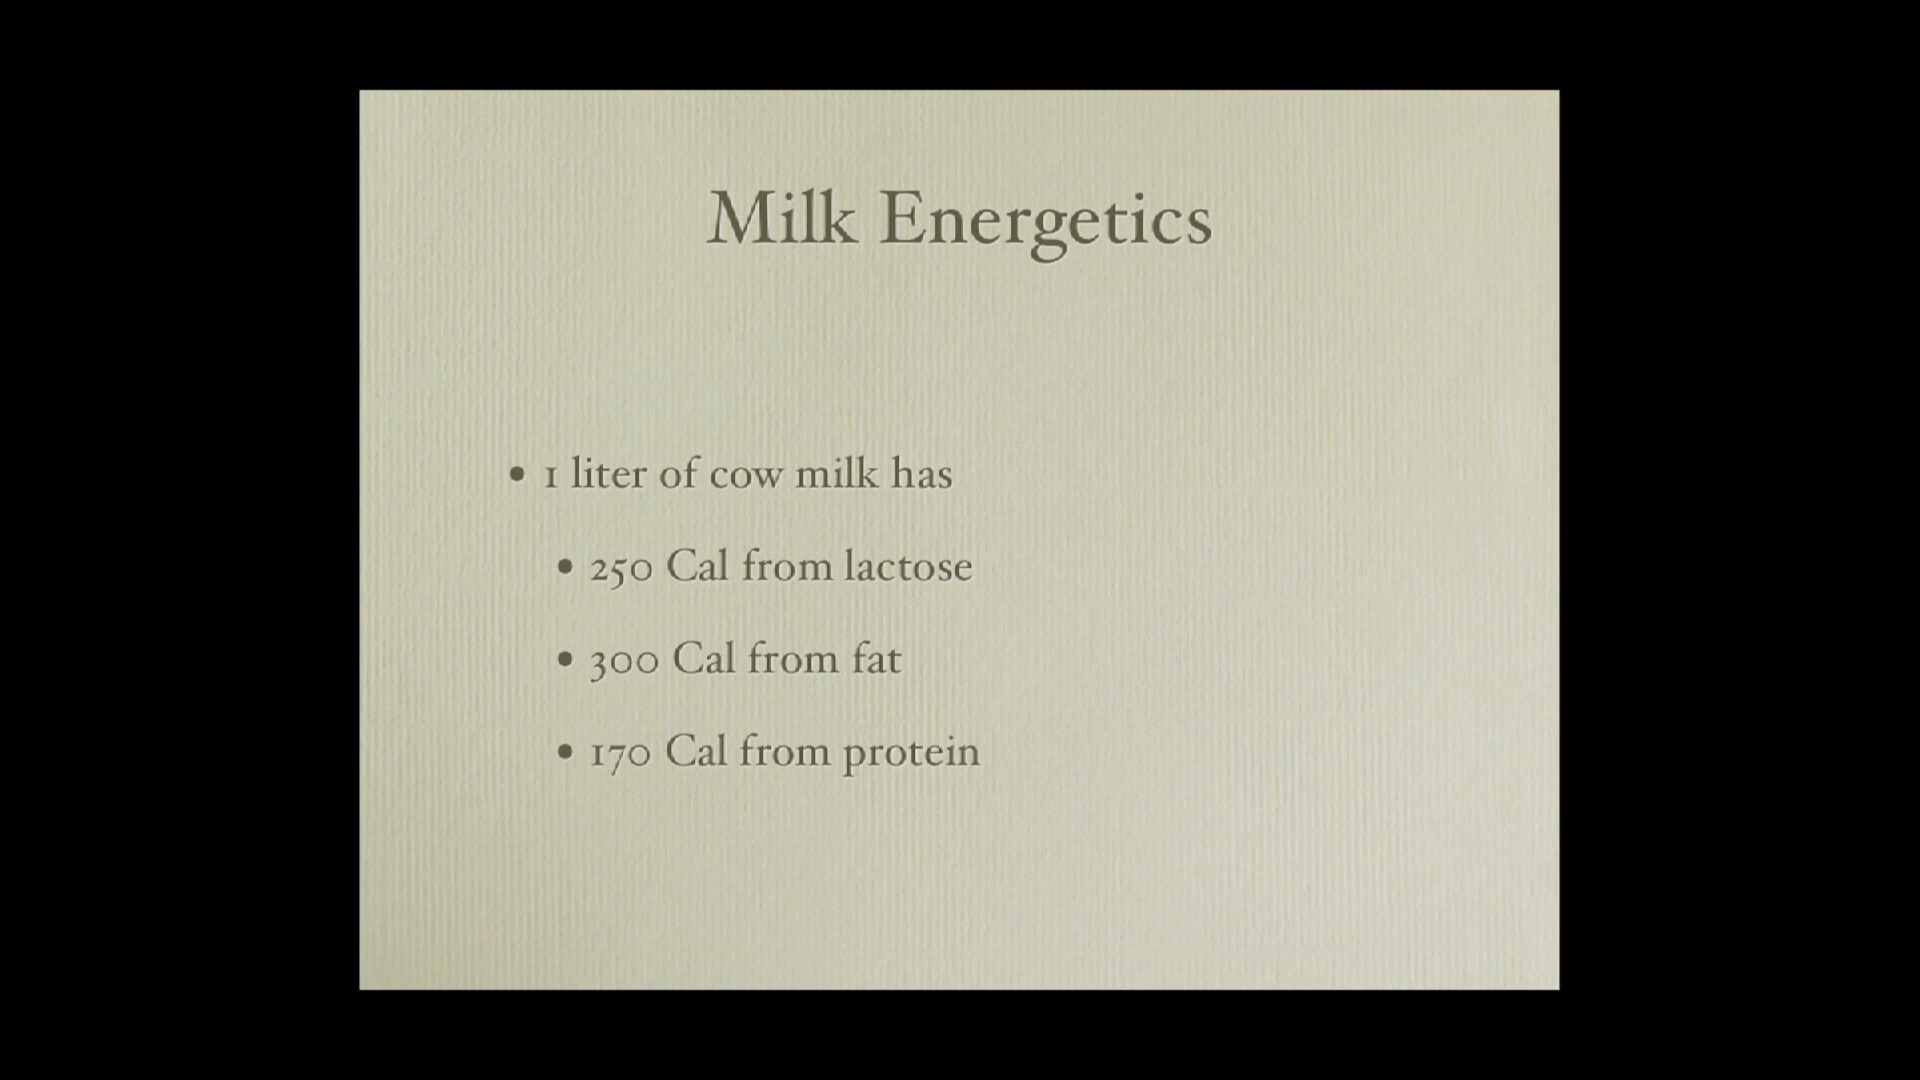 Milk Energetics
• 1 liter of cow milk has
• 250 Cal from lactose
• 300 Cal from fat
• 170 Cal from protein